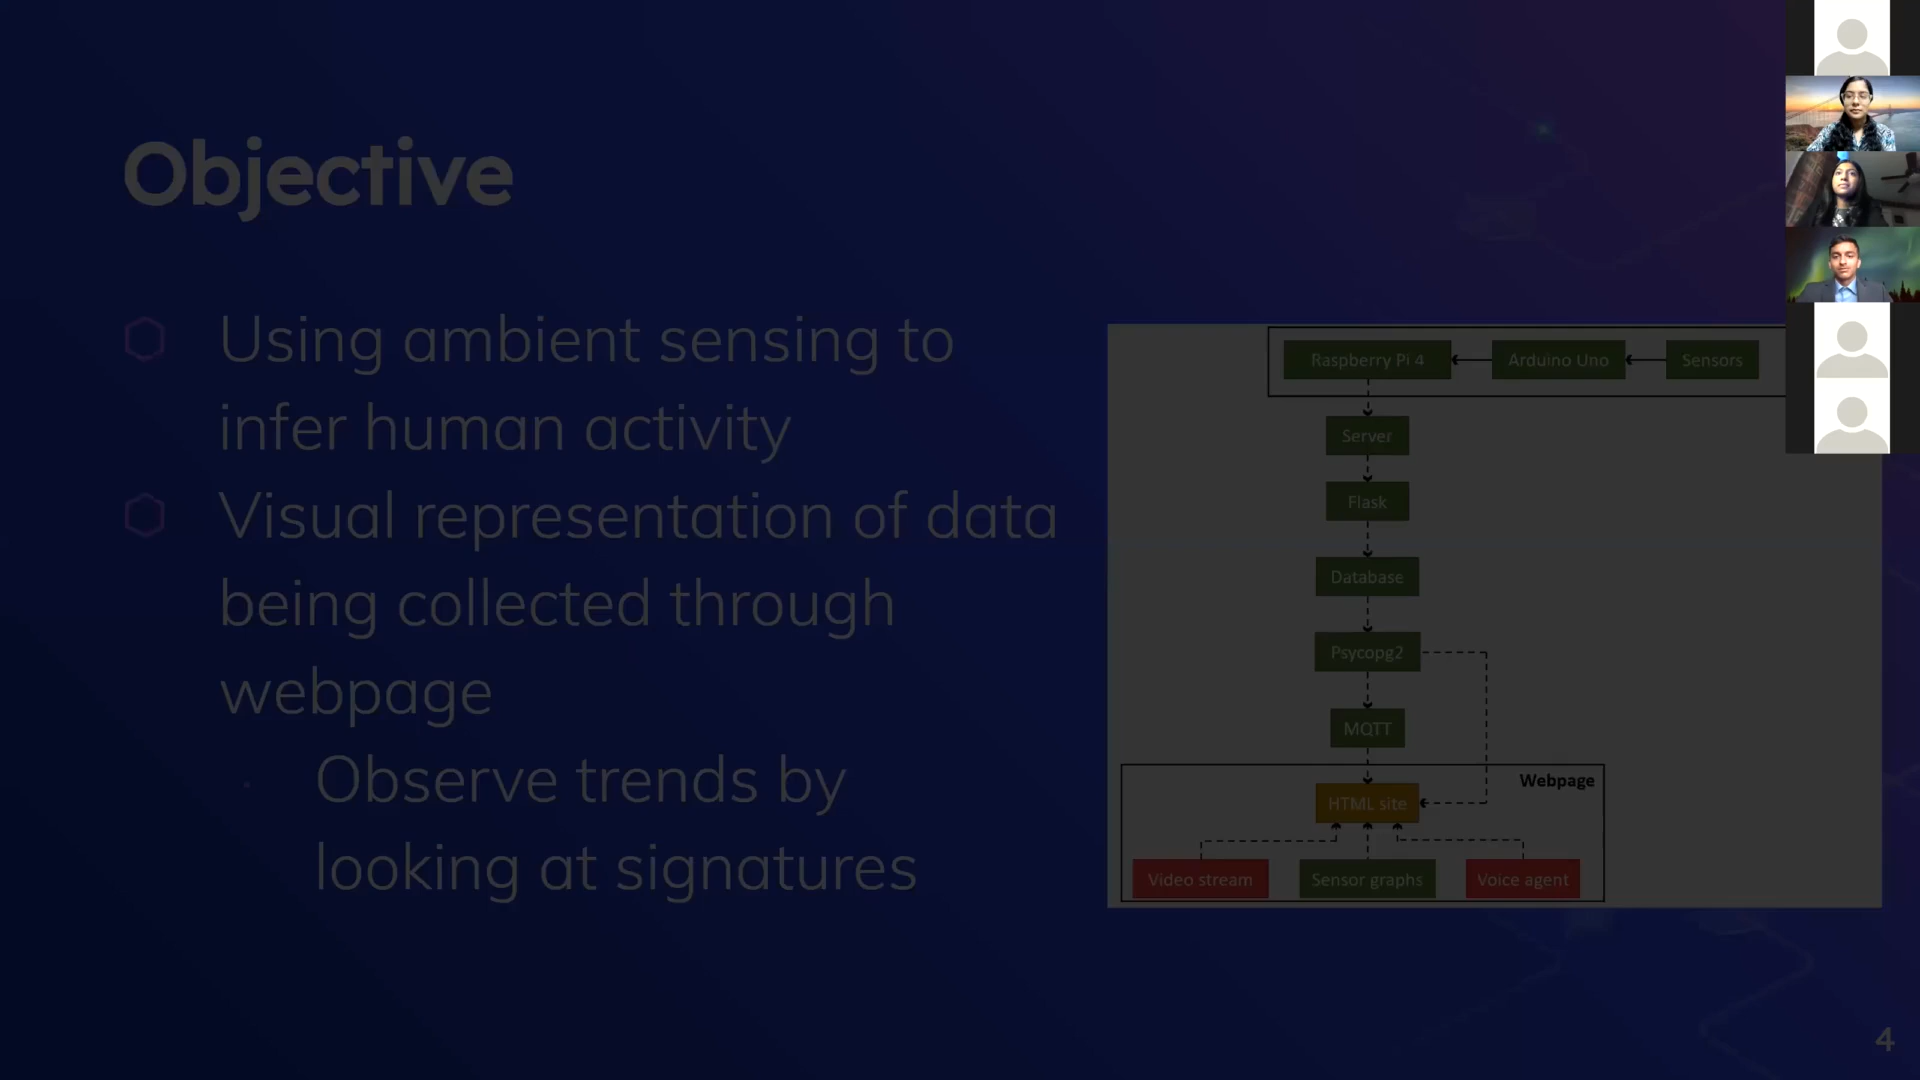 Objective
Using ambient sensing to
infer human activity
Visual representation of data
being collected through
webpage
Observe trends by
looking at signatures
Raspberry Pi 4
Arduino Uno
Sensors
Server
Flask
Database
Psycopg2
MQTT
Webpage
HTML site
Video stream
Sensor graphs
Voice agent
4